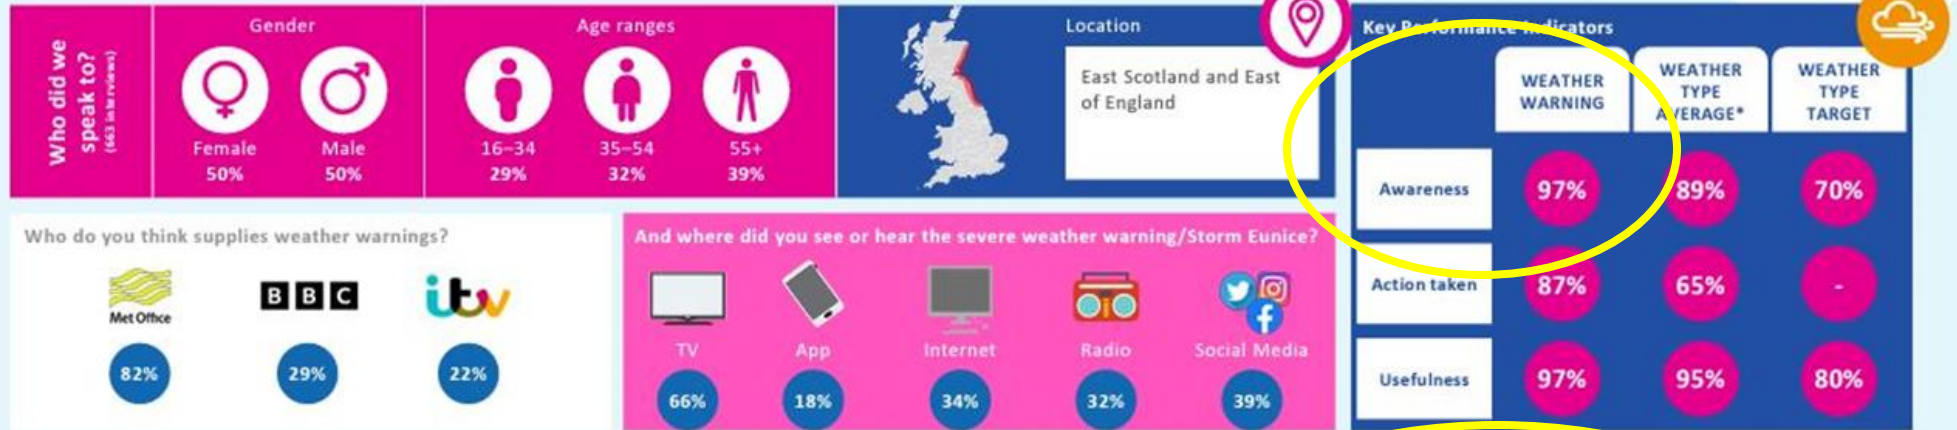 Who did we
speak to?
(663 interviews)
Gender
Female
50%
Male
50%
Age ranges
16–34
29%
35–54
32%
55+
39%
Location
East Scotland and East
of England
Key Performance Indicators
WEATHER
WARNING
WEATHER
TYPE
AVERAGE*
WEATHER
TYPE
TARGET
Awareness
97%
89%
70%
Action taken
87%
65%
-
Usefulness
97%
95%
80%
Who do you think supplies weather warnings?
Met Office
BBC
itv
82%
29%
22%
And where did you see or hear the severe weather warning/Storm Eunice?
TV
App
Internet
Radio
Social Media
66%
18%
34%
32%
39%